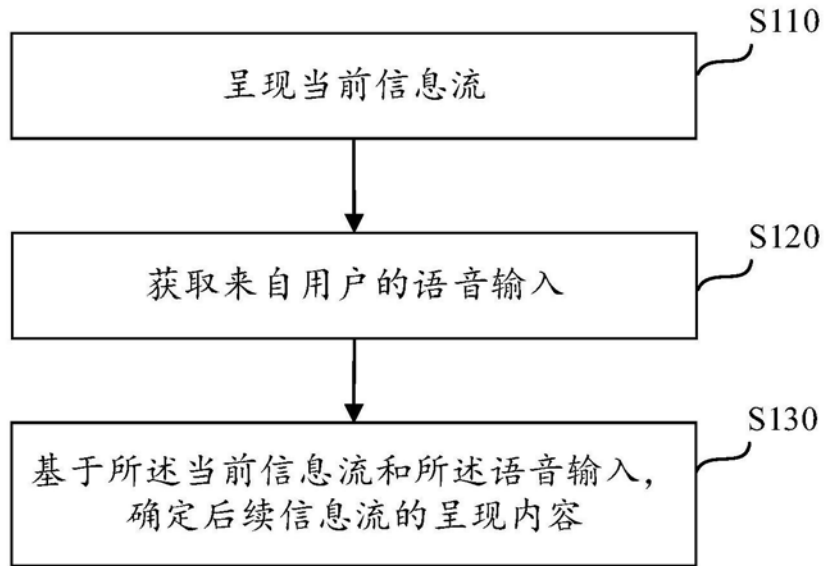 S110
呈现当前信息流
S120
获取来自用户的语音输入
S130
基于所述当前信息流和所述语音输入，
确定后续信息流的呈现内容